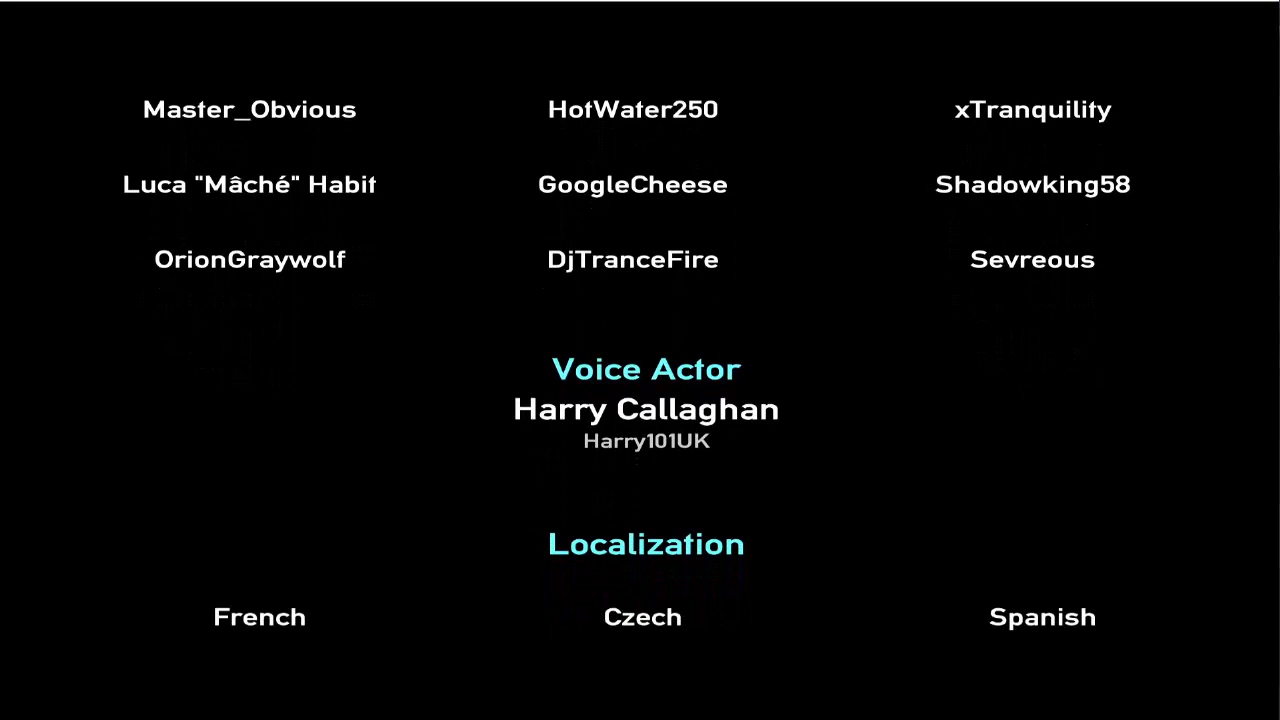 Master_Obvious HotWater250 xTranquility
Luca "Mâché" Habit GoogleCheese Shadowking58
OrionGraywolf DjTranceFire Sevreous
Voice Actor
Harry Callaghan
Harry101UK
Localization
French Czech Spanish